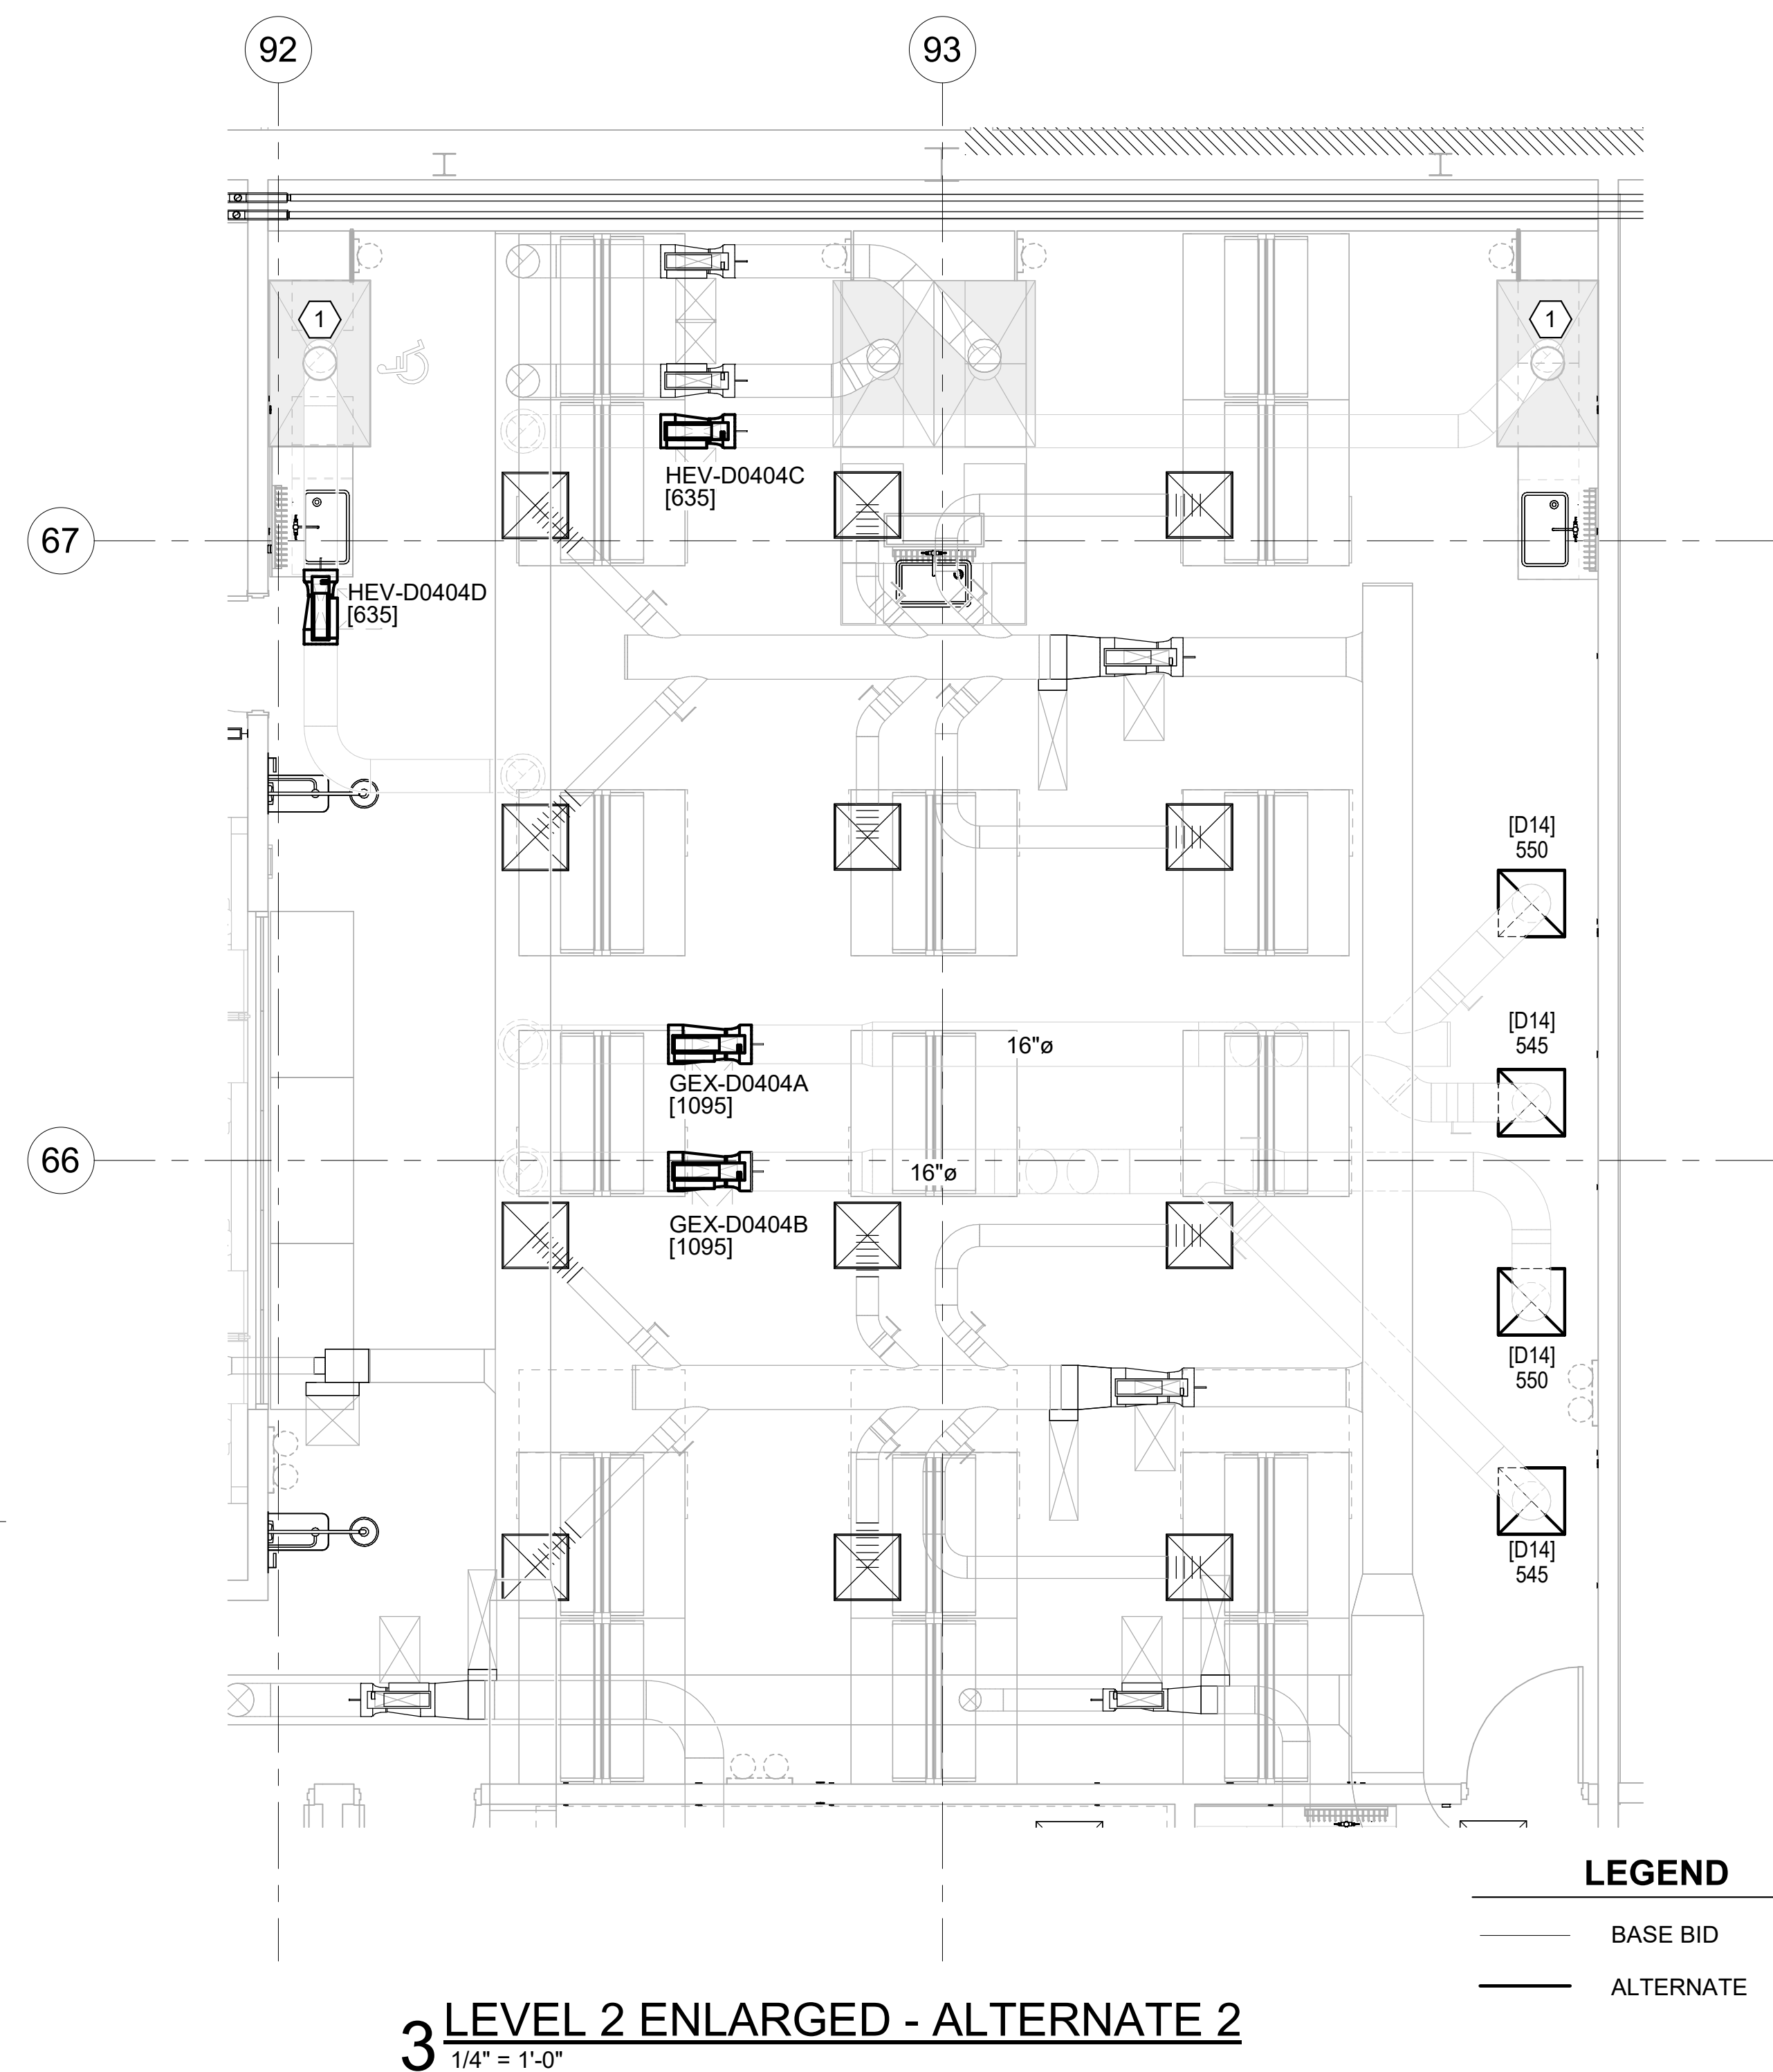 92
93
1
1
HEV-D0404C
[635]
67
HEV-D0404D
[635]
[D14]
550
[D14]
545
16"ø
GEX-D0404A
[1095]
66
16"ø
GEX-D0404B
[1095]
[D14]
550
[D14]
545
LEGEND
BASE BID
ALTERNATE
3 LEVEL 2 ENLARGED - ALTERNATE 2
1/4" = 1'-0"